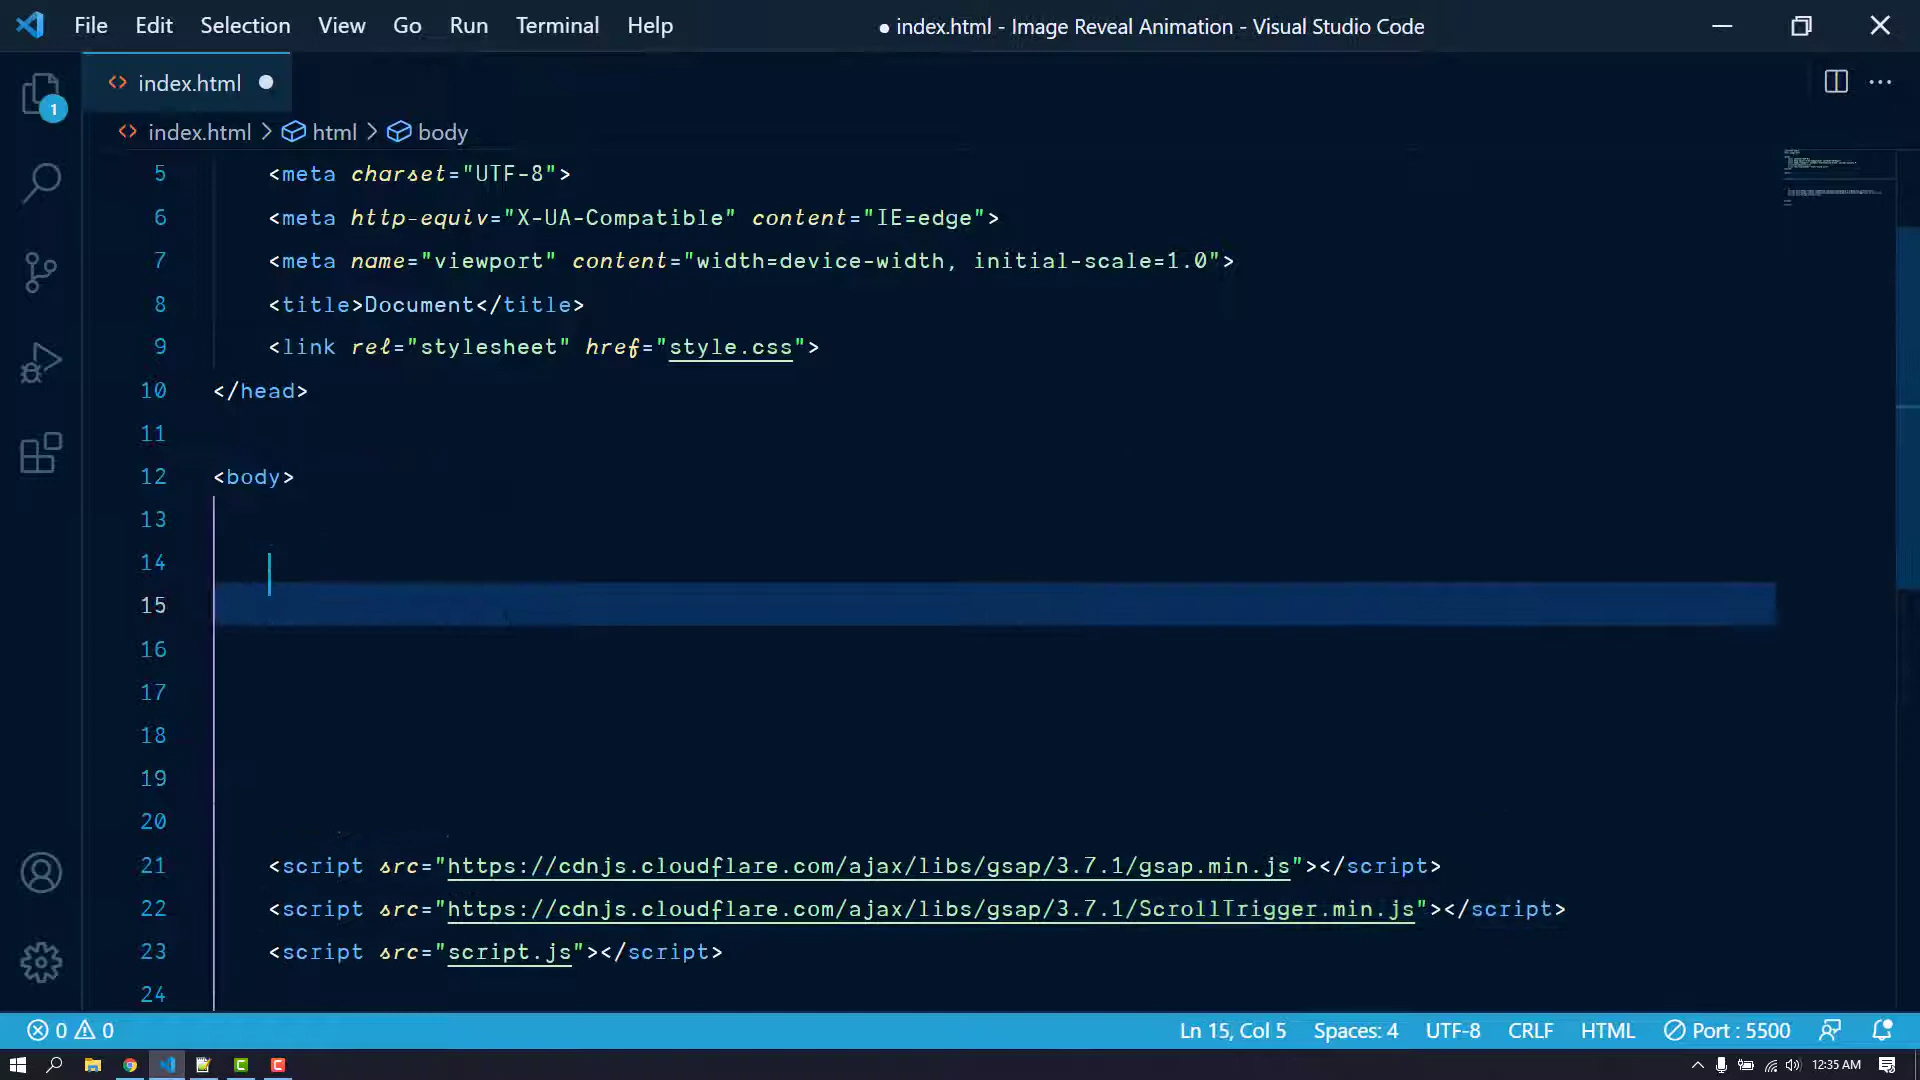 File Edit Selection View Go Run Terminal Help ● index.html - Image Reveal Animation - Visual Studio Code
<> index.html ●
1
<> index.html > html > body
5 <meta charset="UTF-8">
6 <meta http-equiv="X-UA-Compatible" content="IE=edge">
7 <meta name="viewport" content="width=device-width, initial-scale=1.0">
8 <title>Document</title>
9 <link rel="stylesheet" href="style.css">
10 </head>
11
12 <body>
13
14
15
16
17
18
19
20
21 <script src="https://cdnjs.cloudflare.com/ajax/libs/gsap/3.7.1/gsap.min.js"></script>
22 <script src="https://cdnjs.cloudflare.com/ajax/libs/gsap/3.7.1/ScrollTrigger.min.js"></script>
23 <script src="script.js"></script>
24
0 0 Ln 15, Col 5 Spaces: 4 UTF-8 CRLF HTML Port : 5500
12:35 AM